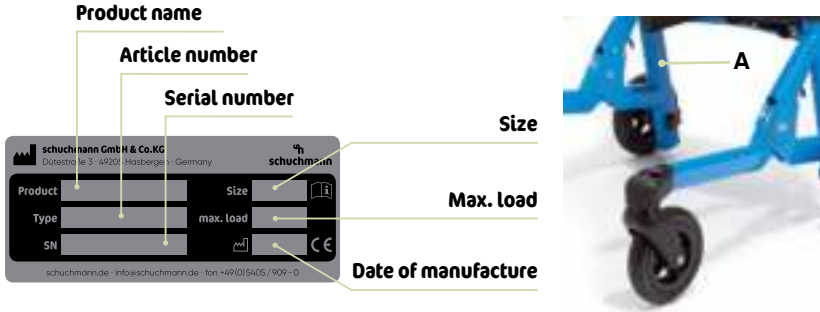 Product name
Article number
Serial number
Size
Max. load
Date of manufacture
schuchmann GmbH & Co.KG
Dütestraße 3 · 49205 Hasbergen · Germany
schuchmann
Product
Size
Type
max. load
SN
CE
schuchmann.de · info@schuchmann.de · fon +49(0)5405 / 909 - 0
A